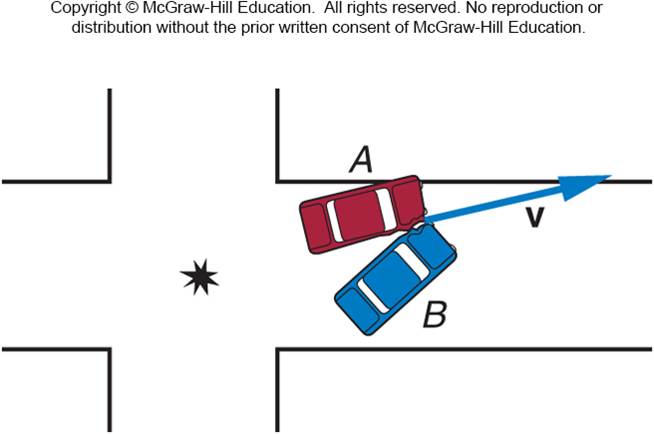 Copyright © McGraw-Hill Education. All rights reserved. No reproduction or
distribution without the prior written consent of McGraw-Hill Education.
A
v
B